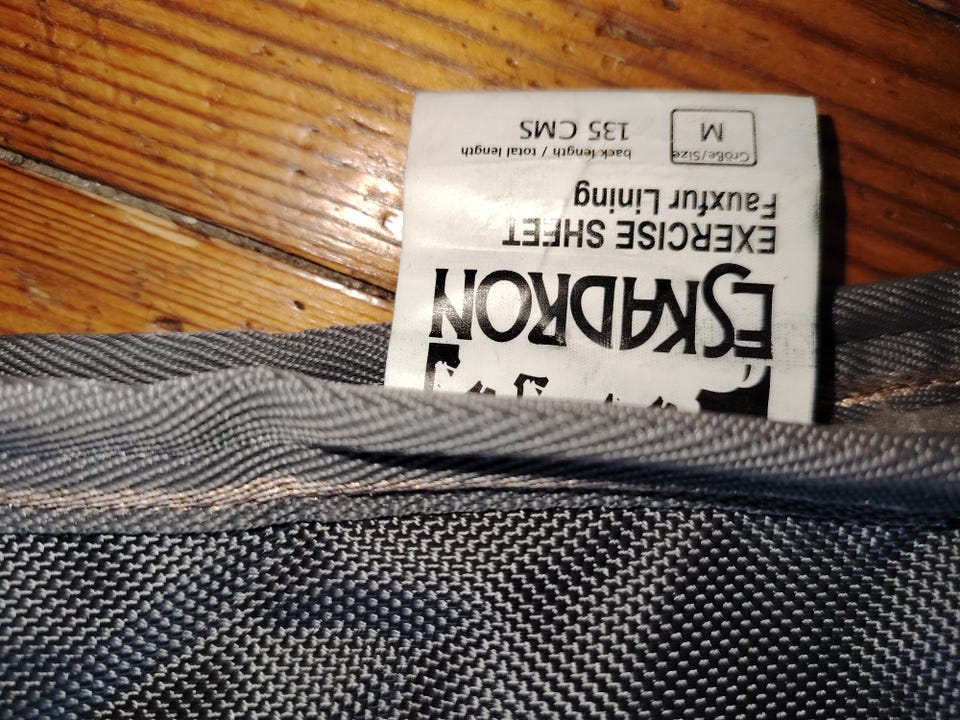 ESKADRON
EXERCISE SHEET
Fauxfur Lining
Größe/Size
M
back length / total length
135 CMS